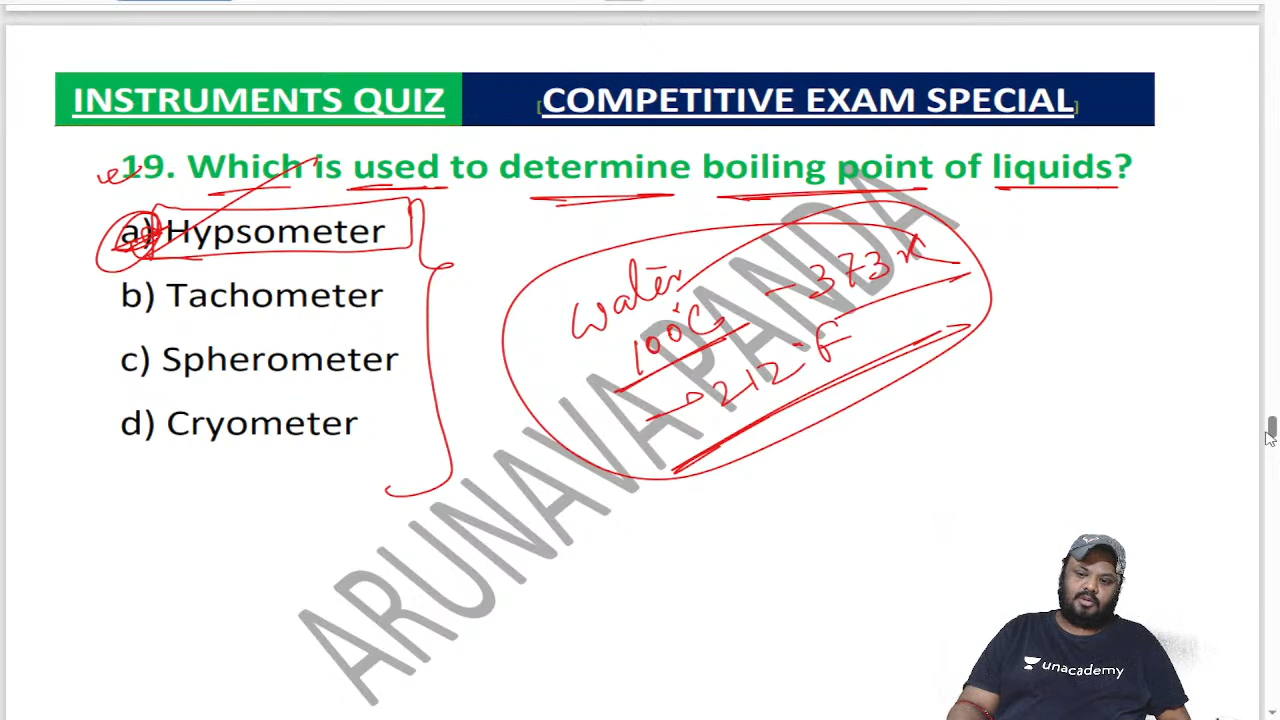 INSTRUMENTS QUIZ
[COMPETITIVE EXAM SPECIAL]
19. Which is used to determine boiling point of liquids?
a) Hypsometer
b) Tachometer
c) Spherometer
d) Cryometer
water
100°C - 373K
→ 212°F
ARUNAVA PANDA
unacademy